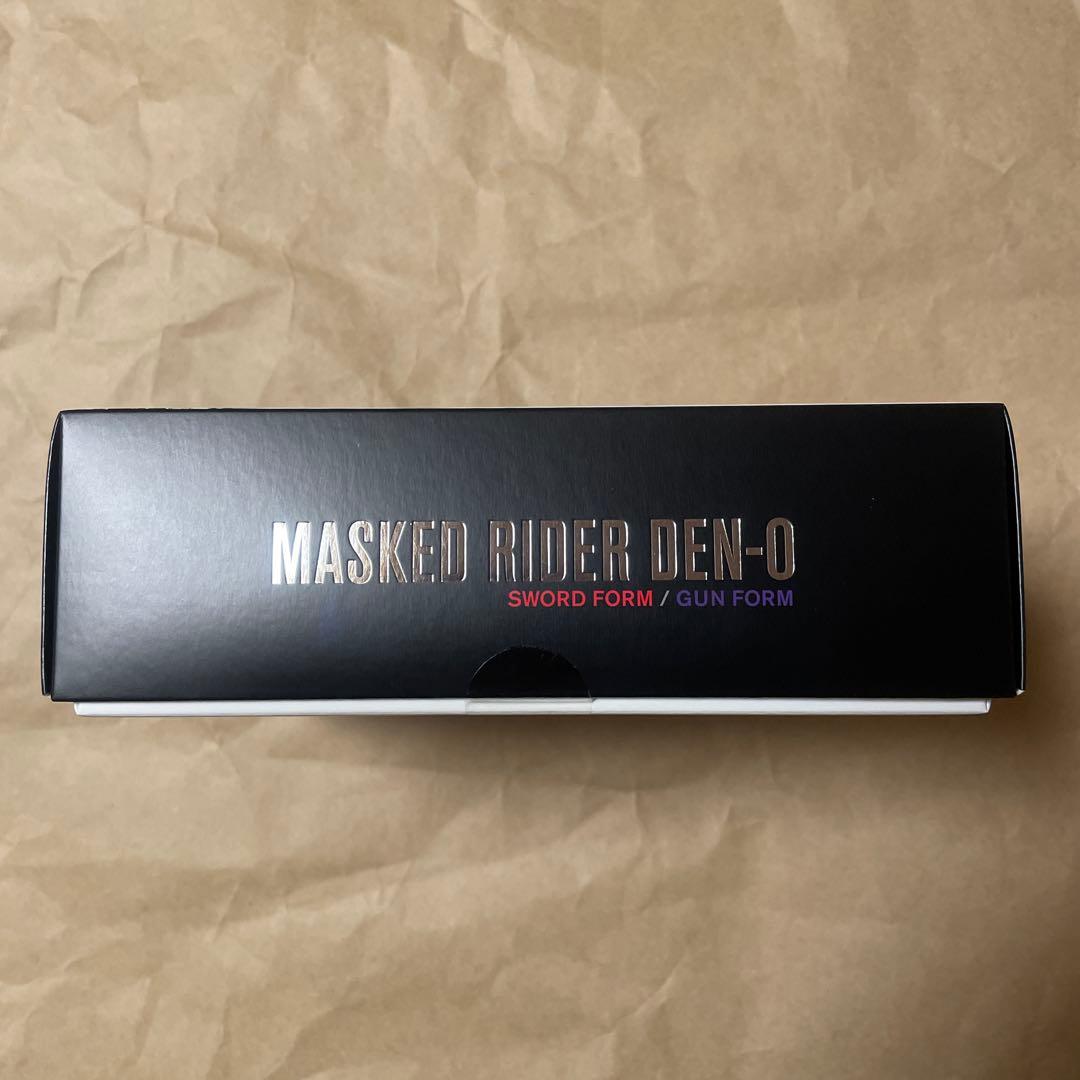 MASKED RIDER DEN-O
SWORD FORM / GUN FORM